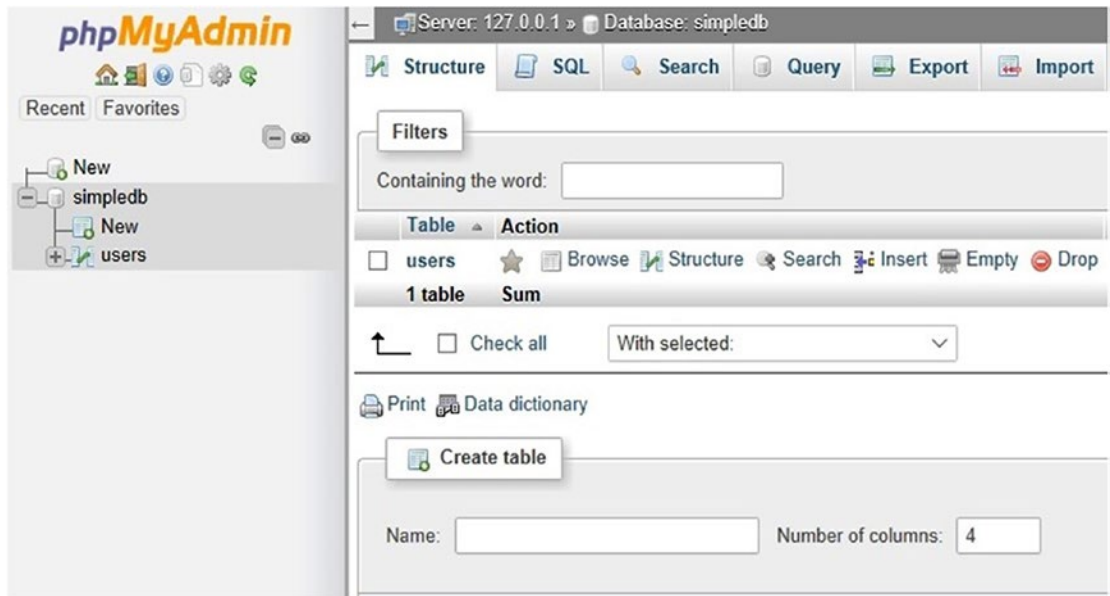 phpMyAdmin
Recent Favorites
New
simpledb
New
users
Server: 127.0.0.1 » Database: simpledb
Structure SQL Search Query Export Import
Filters
Containing the word:
Table Action
users Browse Structure Search Insert Empty Drop
1 table Sum
Check all With selected:
Print Data dictionary
Create table
Name: Number of columns: 4